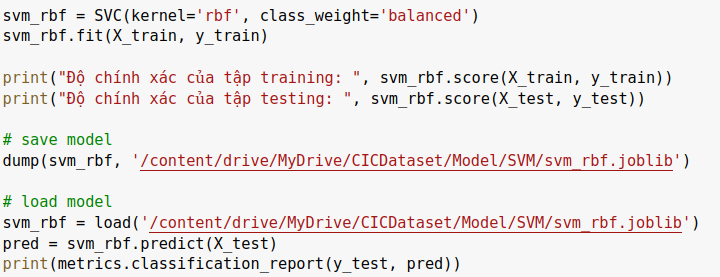 svm_rbf = SVC(kernel='rbf', class_weight='balanced')
svm_rbf.fit(X_train, y_train)
print("Độ chính xác của tập training: ", svm_rbf.score(X_train, y_train))
print("Độ chính xác của tập testing: ", svm_rbf.score(X_test, y_test))
# save model
dump(svm_rbf, '/content/drive/MyDrive/CICDataset/Model/SVM/svm_rbf.joblib')
# load model
svm_rbf = load('/content/drive/MyDrive/CICDataset/Model/SVM/svm_rbf.joblib')
pred = svm_rbf.predict(X_test)
print(metrics.classification_report(y_test, pred))